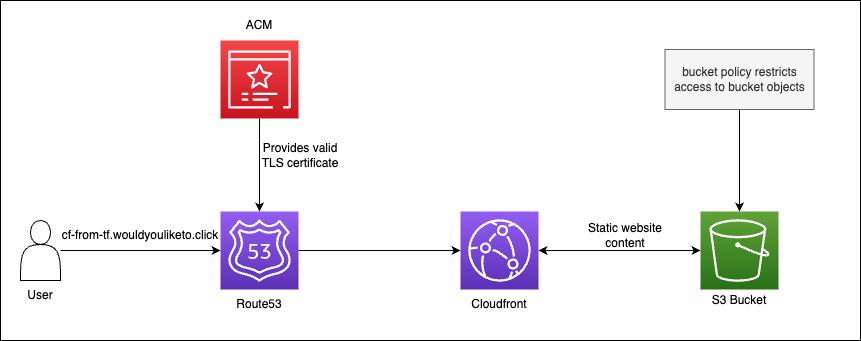 ACM
bucket policy restricts
access to bucket objects
Provides valid
TLS certificate
cf-from-tf.wouldyouliketo.click
53
Static website
content
User
Route53
Cloudfront
S3 Bucket